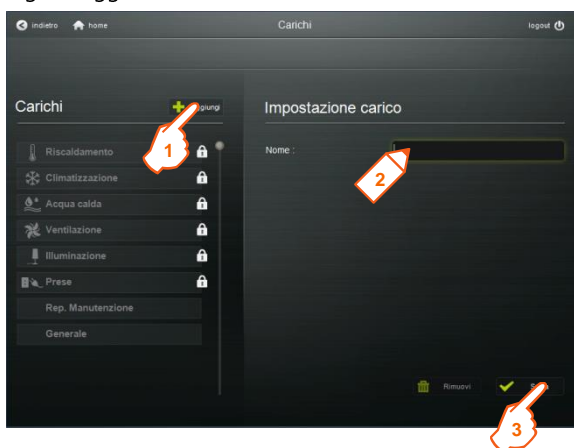 indietro home Carichi logout
Carichi
Impostazione carico
1
Nome :
2
Riscaldamento
Climatizzazione
Acqua calda
Ventilazione
Illuminazione
Prese
Rep. Manutenzione
Generale
Rimuovi
3